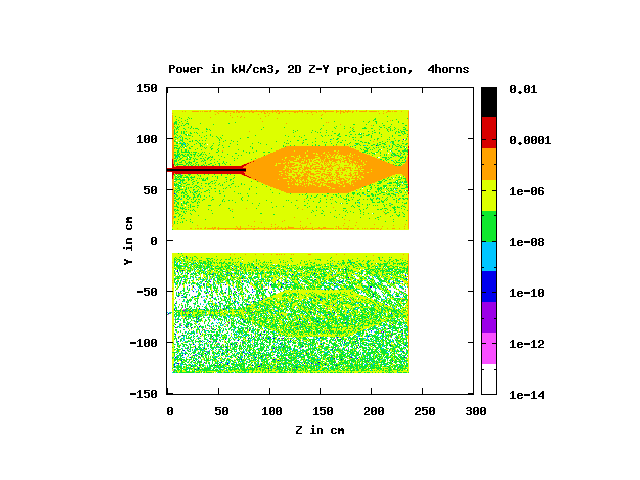 Power in kW/cm3, 2D Z-Y projection,  4horns
150
100
50
0
-50
-100
-150
Y in cm
0 50 100 150 200 250 300
Z in cm
0.01
0.0001
1e-06
1e-08
1e-10
1e-12
1e-14